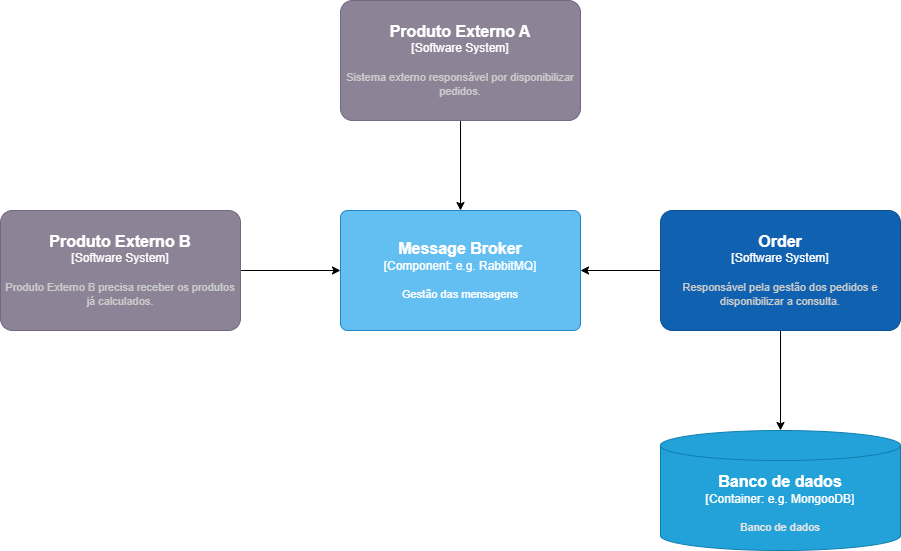 Produto Externo A
[Software System]
Sistema externo responsável por disponibilizar
pedidos.
Produto Externo B
[Software System]
Produto Externo B precisa receber os produtos
já calculados.
Message Broker
[Component: e.g. RabbitMQ]
Gestão das mensagens
Order
[Software System]
Responsável pela gestão dos pedidos e
disponibilizar a consulta.
Banco de dados
[Container: e.g. MongooDB]
Banco de dados